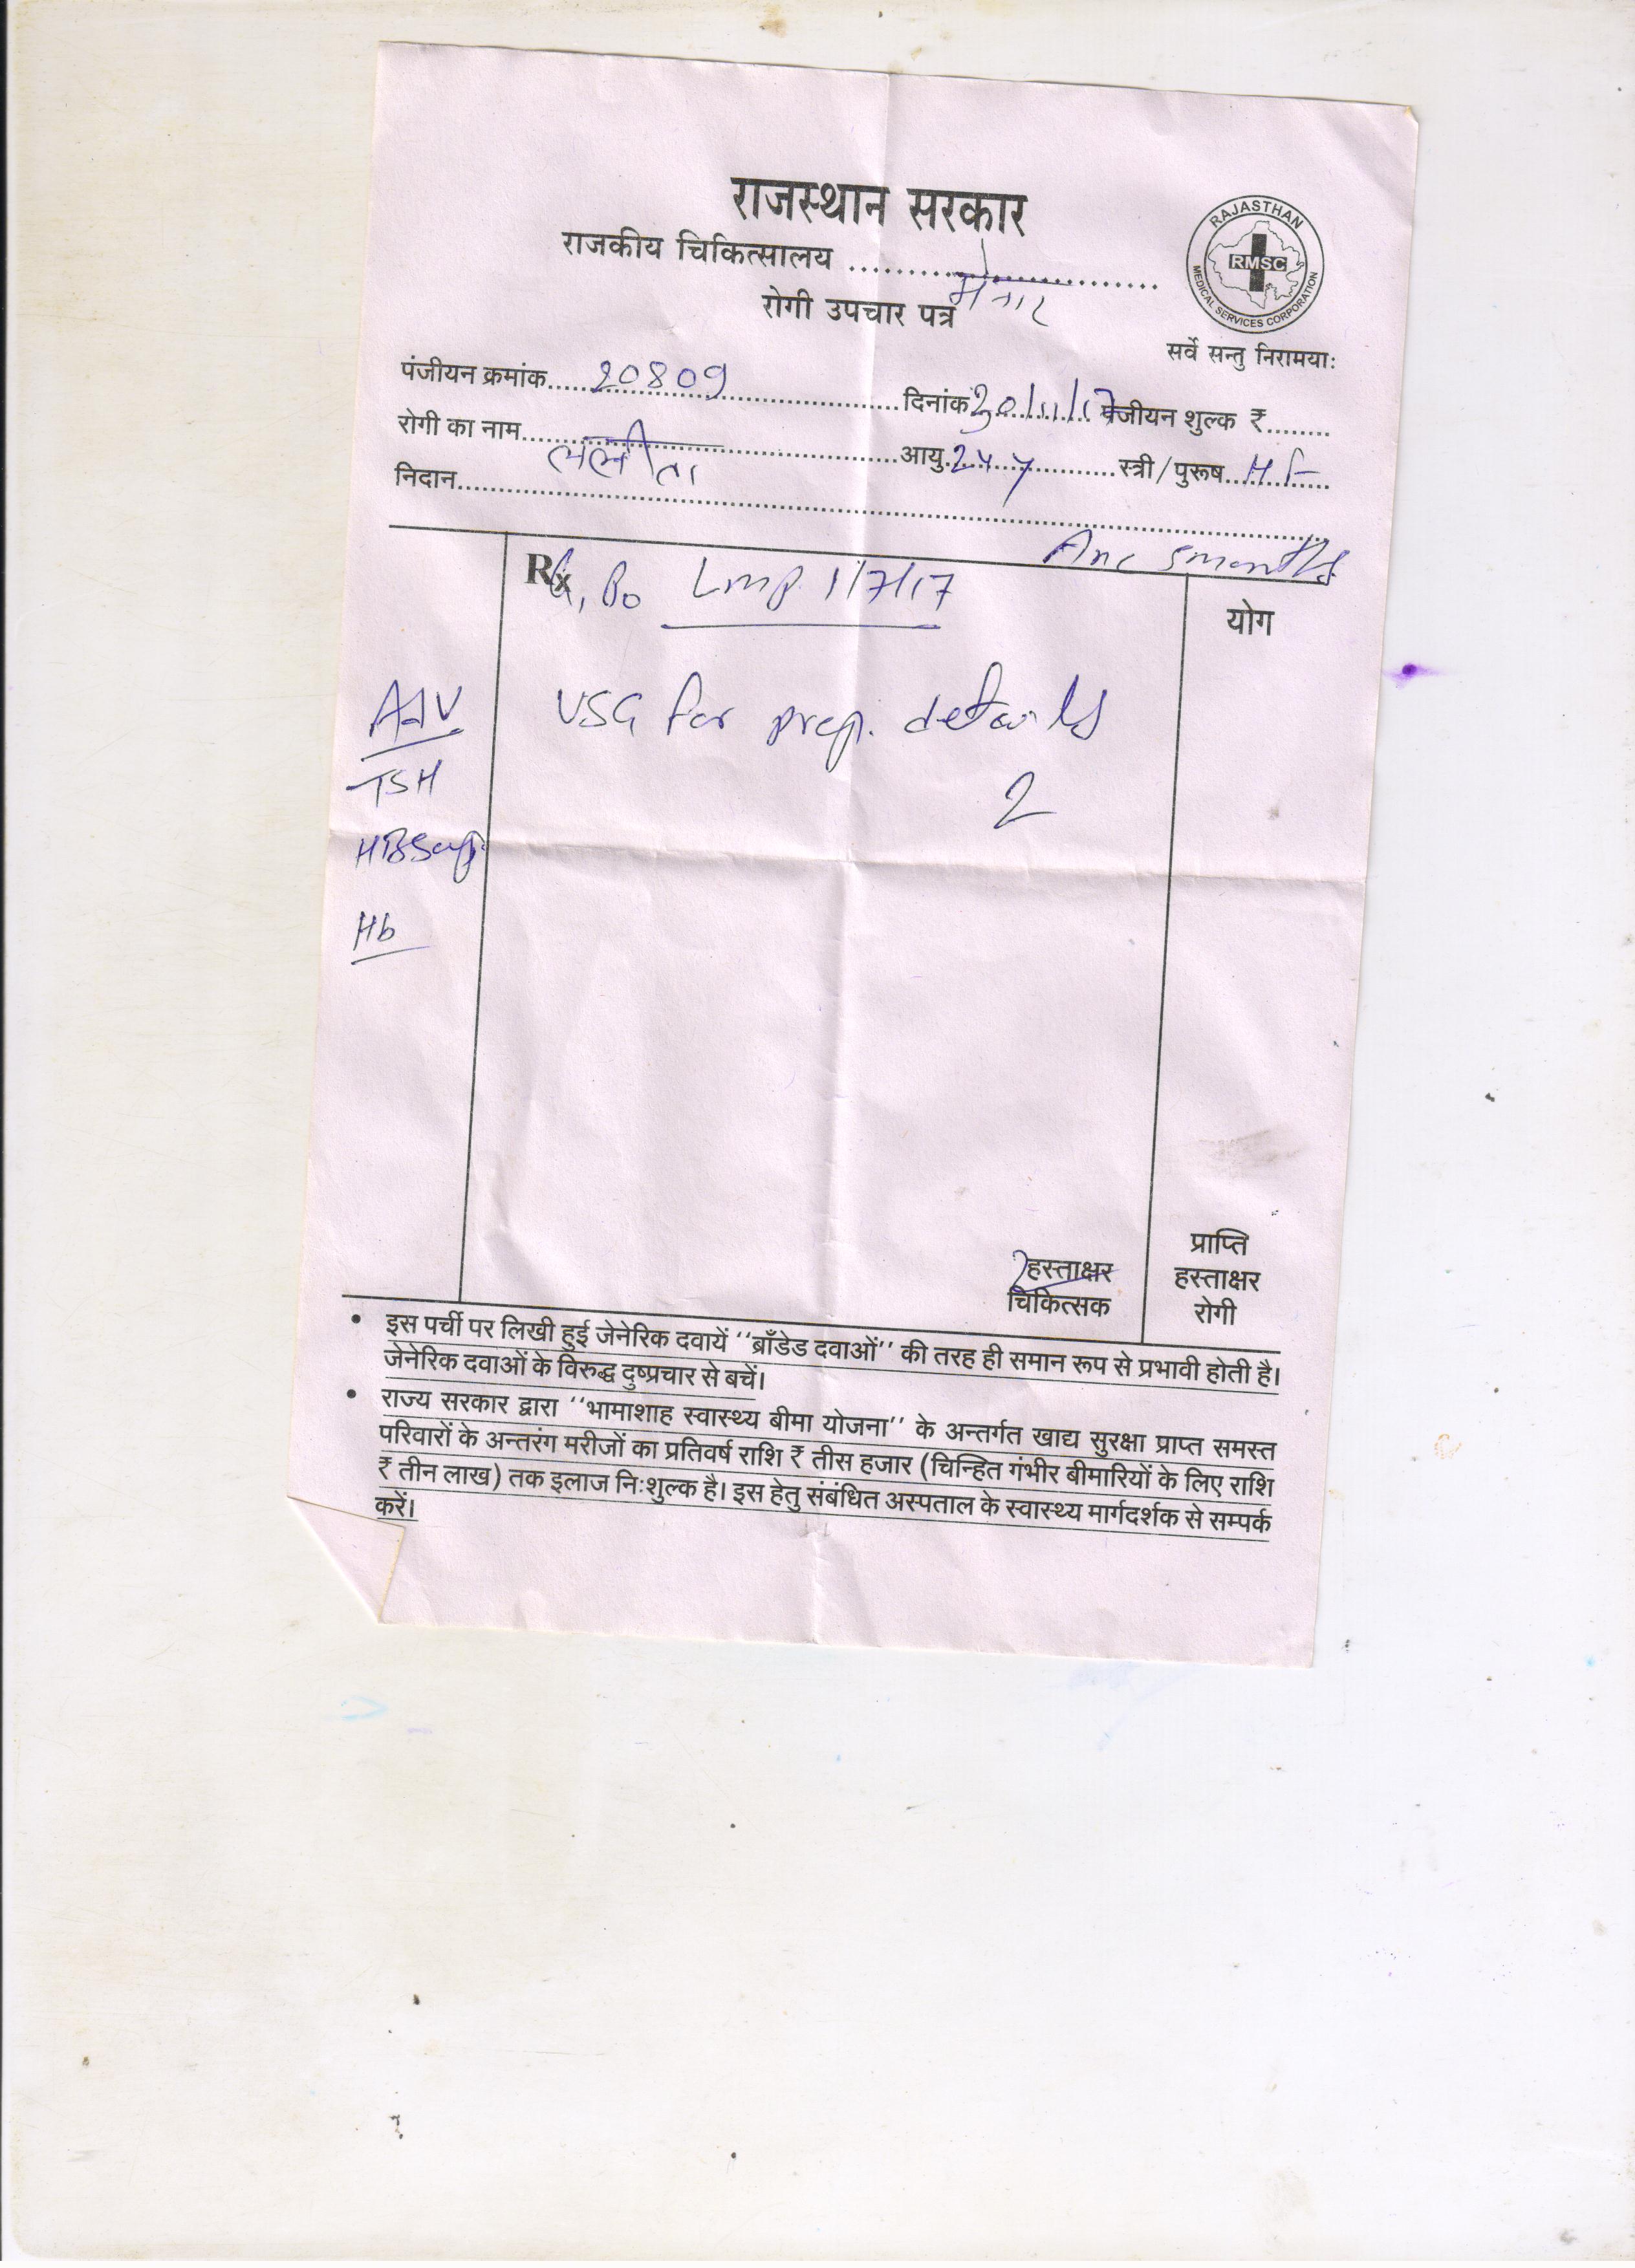 राजस्थान सरकार
राजकीय चिकित्सालय ..............................
रोगी उपचार पत्र
RAJASTHAN
RMSC
MEDICAL SERVICES CORPORATION
सर्वे सन्तु निरामयाः
पंजीयन क्रमांक 20809 दिनांक 30/11/17 पंजीयन शुल्क ₹........
रोगी का नाम ललीता आयु 24 y स्त्री/पुरूष H F
निदान
Anc 5 months
Rx G1 P0 Lmp. 1/7/17
योग
Adv USG for preg. details
TSH
HBsag
Hb
हस्ताक्षर
चिकित्सक
प्राप्ति
हस्ताक्षर
रोगी
• इस पर्ची पर लिखी हुई जेनेरिक दवायें ‘‘ब्राँडेड दवाओं’’ की तरह ही समान रूप से प्रभावी होती है।
जेनेरिक दवाओं के विरुद्ध दुष्प्रचार से बचें।
• राज्य सरकार द्वारा ‘‘भामाशाह स्वास्थ्य बीमा योजना’’ के अन्तर्गत खाद्य सुरक्षा प्राप्त समस्त
परिवारों के अन्तरंग मरीजों का प्रतिवर्ष राशि ₹ तीस हजार (चिन्हित गंभीर बीमारियों के लिए राशि
₹ तीन लाख) तक इलाज निःशुल्क है। इस हेतु संबंधित अस्पताल के स्वास्थ्य मार्गदर्शक से सम्पर्क
करें।